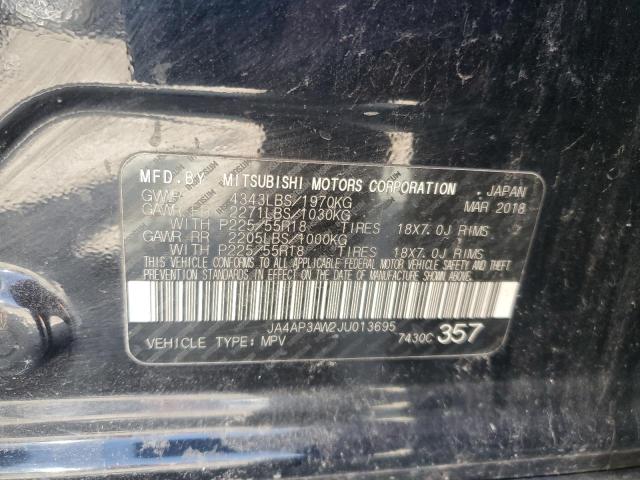 MFD. BY MITSUBISHI MOTORS CORPORATION JAPAN
GVWR 4343LBS/1970KG MAR 2018
GAWR FR 2271LBS/1030KG
WITH P225/55R18 TIRES 18X7.0J RIMS
GAWR RR 2205LBS/1000KG
WITH P225/55R18 TIRES 18X7.0J RIMS
THIS VEHICLE CONFORMS TO ALL APPLICABLE FEDERAL MOTOR VEHICLE SAFETY AND THEFT
PREVENTION STANDARDS IN EFFECT ON THE DATE OF MANUFACTURE SHOWN ABOVE.
JA4AP3AW2JU013695
VEHICLE TYPE: MPV 7430C 357